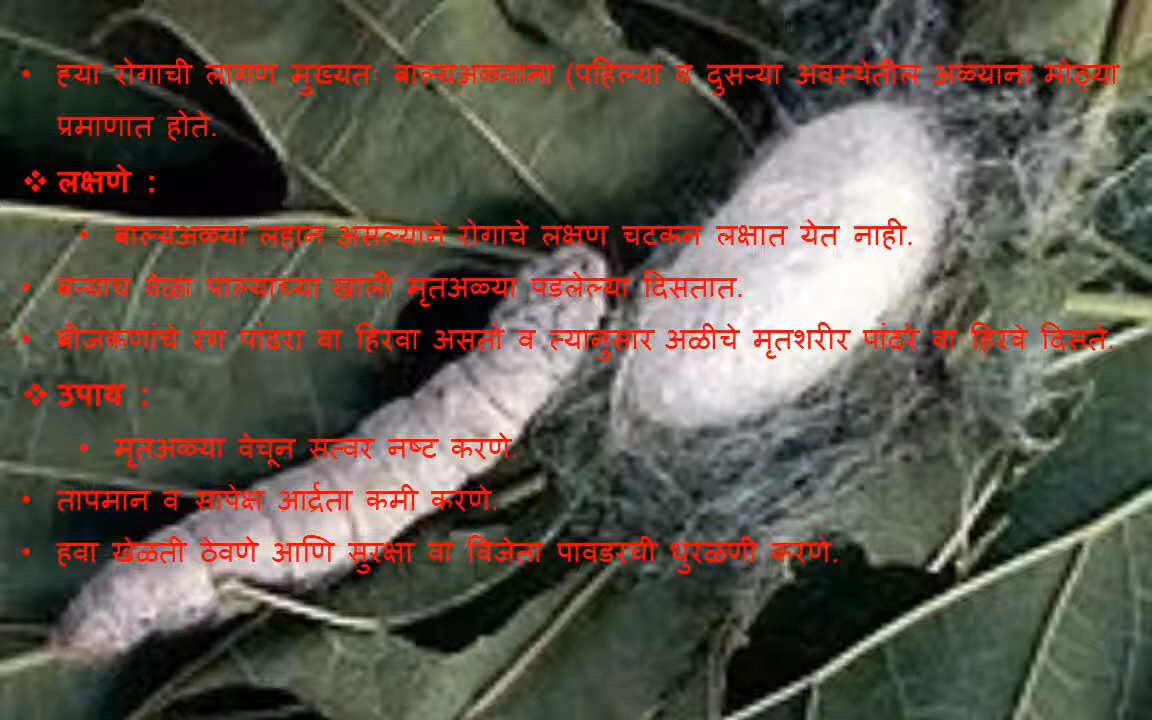 • ह्या रोगाची लागण मुख्यतः बाल्यअळ्याना (पहिल्या व दुसऱ्या अवस्थेतील अळ्याना मोठ्या
प्रमाणात होते.
❖ लक्षणे :
• बाल्यअळ्या लहान असल्याने रोगाचे लक्षण चटकन लक्षात येत नाही.
• बऱ्याच वेळा पाल्याच्या खाली मृतअळ्या पडलेल्या दिसतात.
• बीजकणांचे रंग पांढरा वा हिरवा असतो व त्यानुसार अळीचे मृतशरीर पांढरे वा हिरवे दिसते.
❖ उपाय :
• मृतअळ्या वेचून सत्वर नष्ट करणे.
• तापमान व सापेक्ष आर्द्रता कमी करणे.
• हवा खेळती ठेवणे आणि सुरक्षा वा विजेता पावडरची धुरळणी करणे.